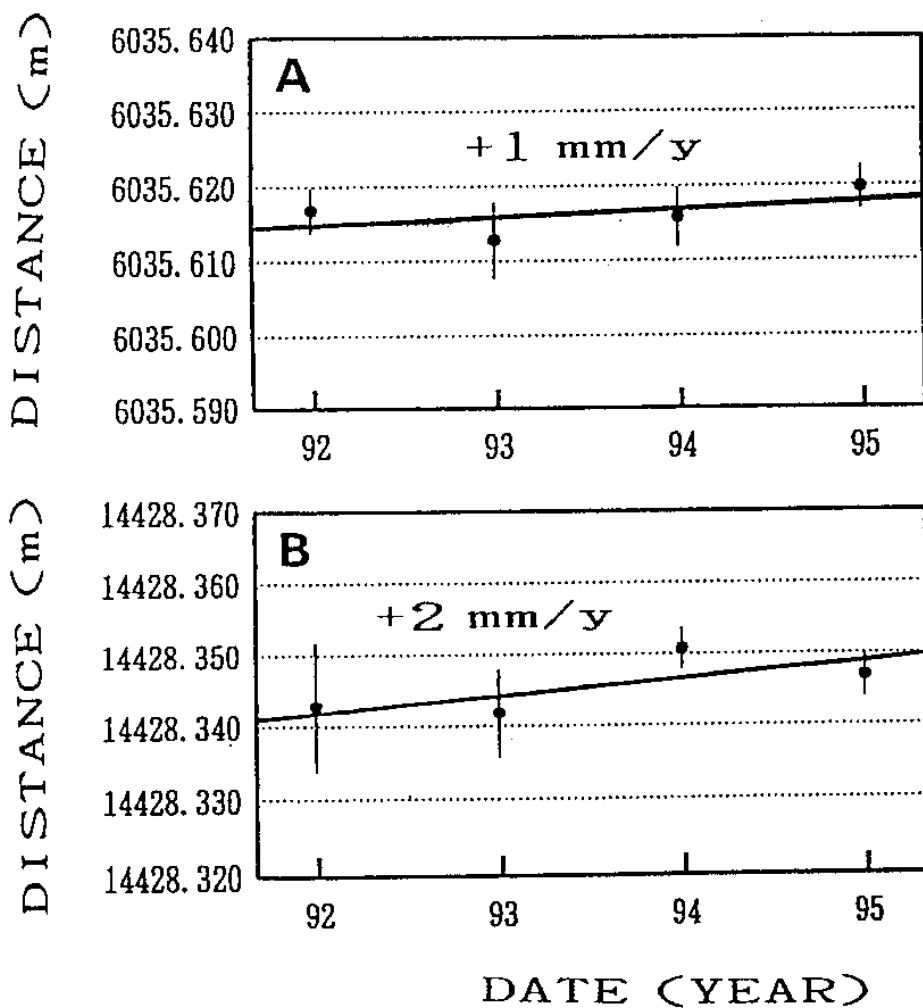 DISTANCE (m)
6035.640
6035.630
6035.620
6035.610
6035.600
6035.590
A
+1 mm/y
92 93 94 95
DISTANCE (m)
14428.370
14428.360
14428.350
14428.340
14428.330
14428.320
B
+2 mm/y
92 93 94 95
DATE (YEAR)